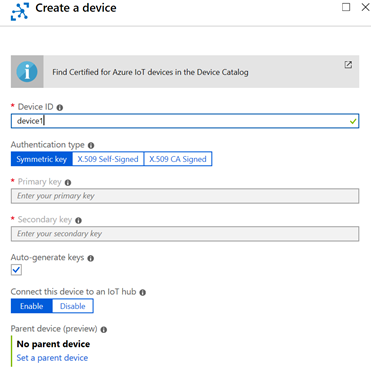 Create a device
Find Certified for Azure IoT devices in the Device Catalog
* Device ID
device1
Authentication type
Symmetric key X.509 Self-Signed X.509 CA Signed
* Primary key
Enter your primary key
* Secondary key
Enter your secondary key
Auto-generate keys
Connect this device to an IoT hub
Enable Disable
Parent device (preview)
No parent device
Set a parent device